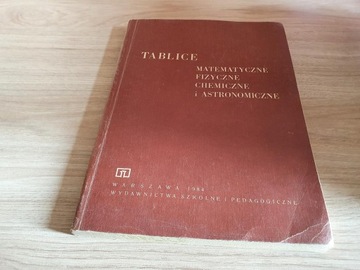 TABLICE
MATEMATYCZNE
FIZYCZNE
CHEMICZNE
i ASTRONOMICZNE
WARSZAWA 1984
WYDAWNICTWA SZKOLNE I PEDAGOGICZNE